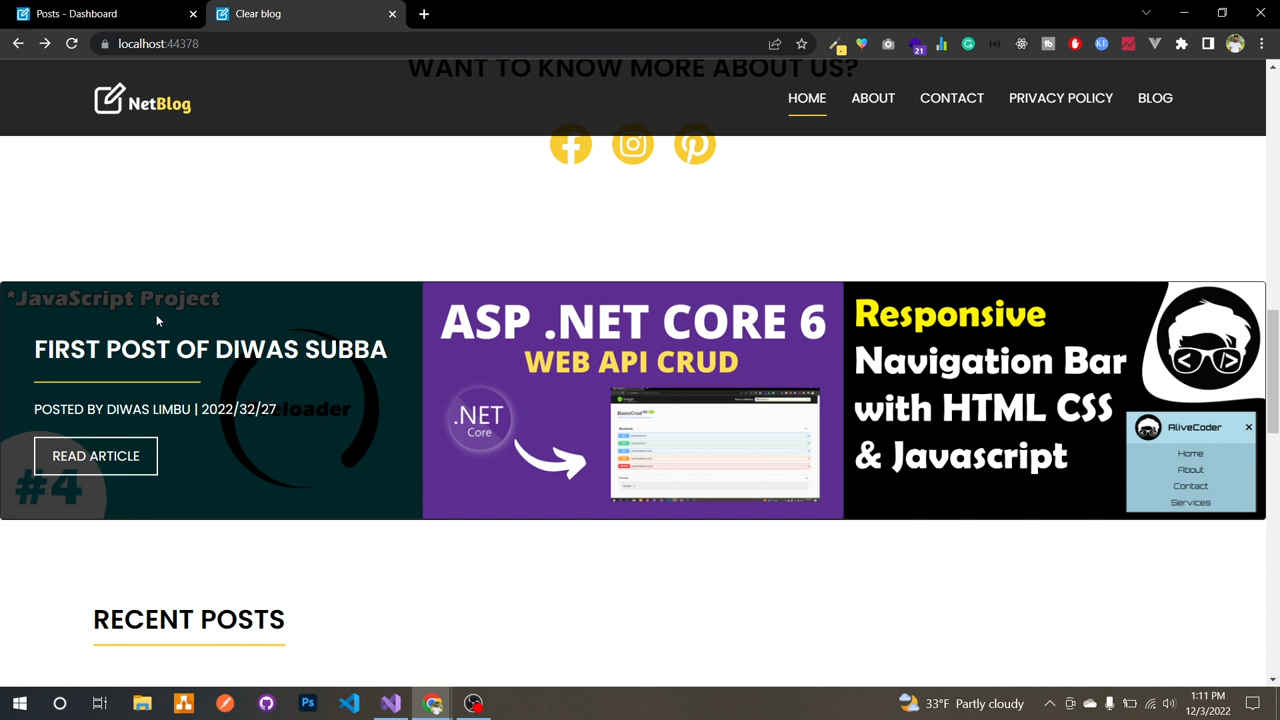 Posts - Dashboard
Clear blog
localhost:44378
21
WANT TO KNOW MORE ABOUT US?
NetBlog
HOME
ABOUT
CONTACT
PRIVACY POLICY
BLOG
*JavaScript Project
FIRST POST OF DIWAS SUBBA
POSTED BY DIWAS LIMBU | 2022/32/27
READ ARTICLE
#4
ASP .NET CORE 6
WEB API CRUD
.NET
Core
Responsive
Navigation Bar
with HTML CSS
& Javascript
AliveCoder
Home
About
Contact
Services
RECENT POSTS
33°F Partly cloudy
1:11 PM
12/3/2022